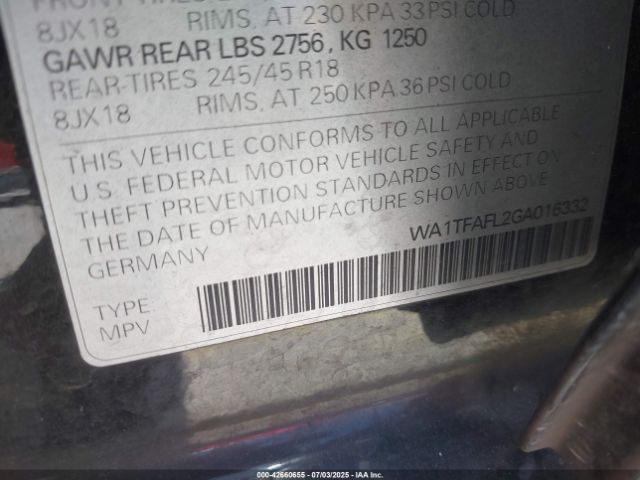 8JX18 RIMS, AT 230 KPA 33PSI COLD
GAWR REAR LBS 2756, KG 1250
REAR-TIRES 245/45 R18
8JX18 RIMS, AT 250 KPA 36 PSI COLD
THIS VEHICLE CONFORMS TO ALL APPLICABLE
U.S. FEDERAL MOTOR VEHICLE SAFETY AND
THEFT PREVENTION STANDARDS IN EFFECT ON
THE DATE OF MANUFACTURE SHOWN ABOVE
GERMANY
WA1TFAFL2GA016332
TYPE:
MPV
000-42660655 - 07/03/2025 - IAA Inc.